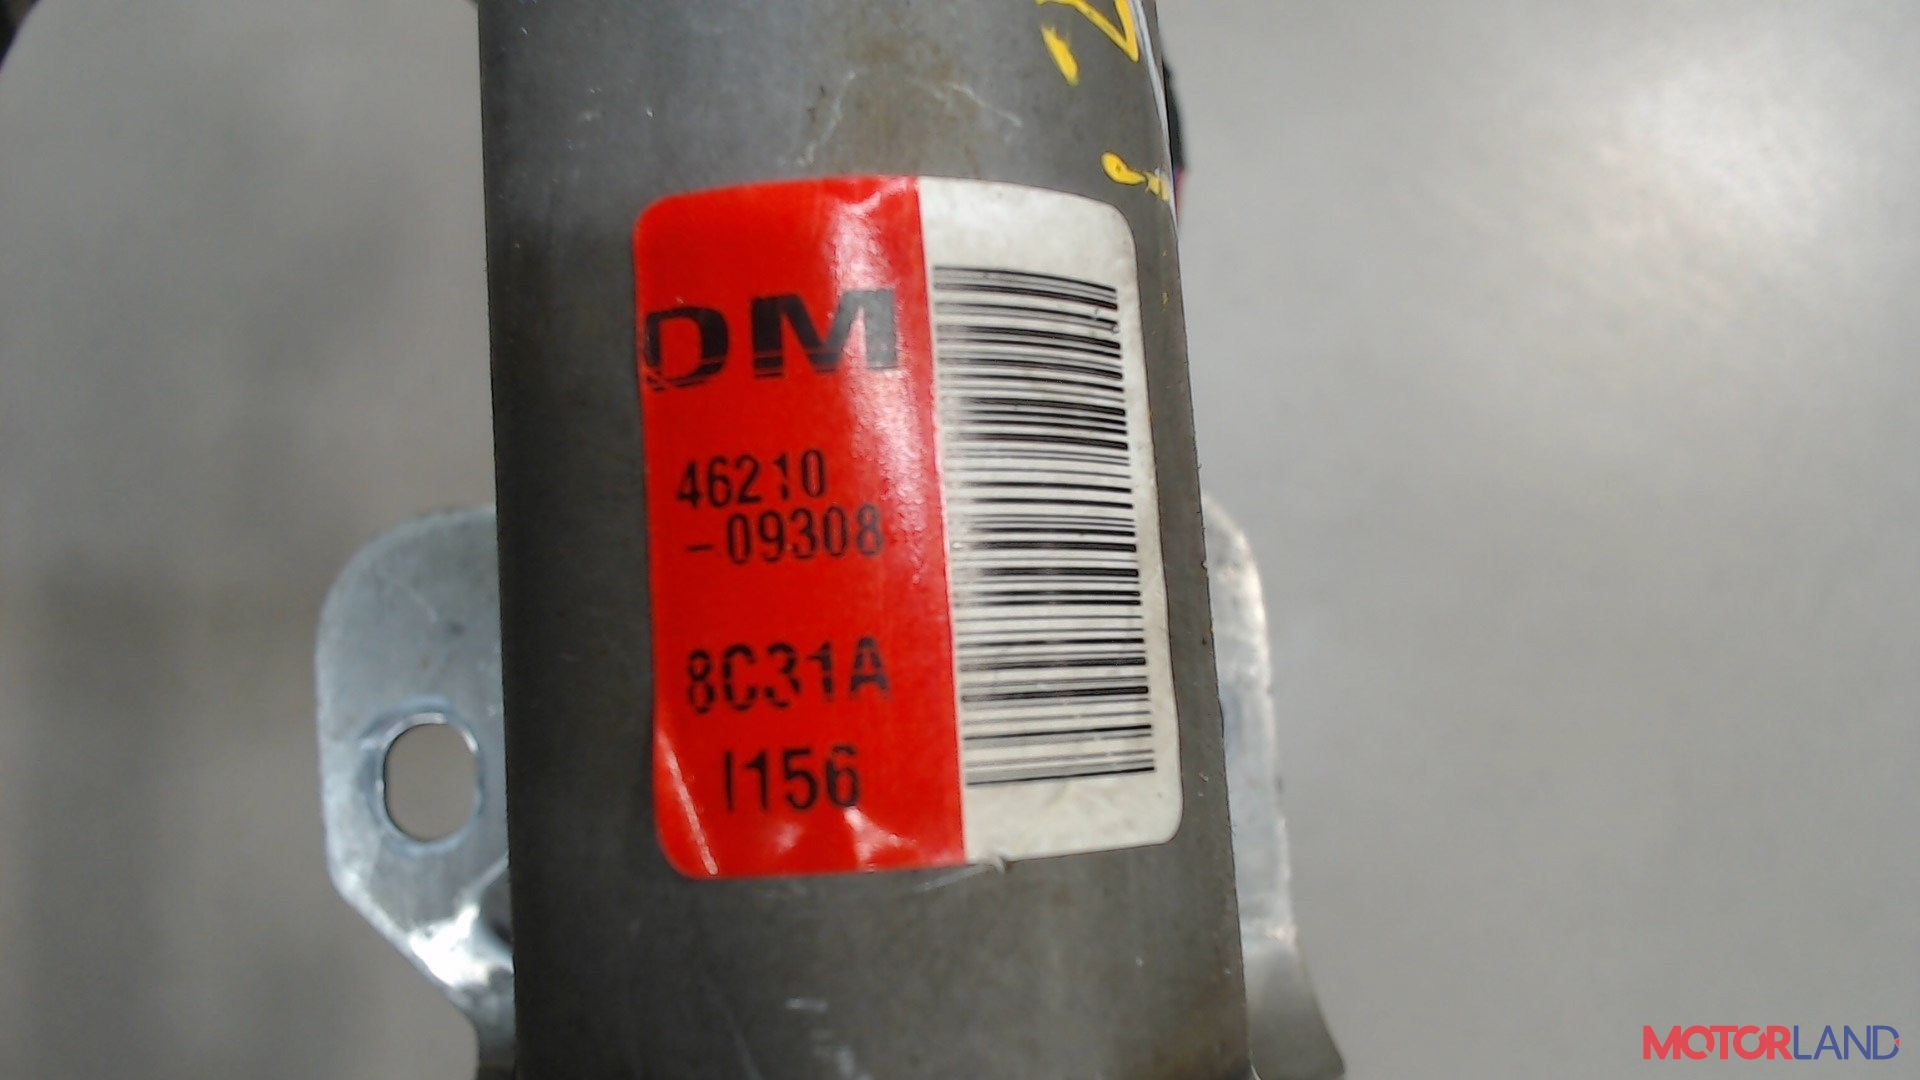 DM
46210
-09308
8C31A
I156
MOTORLAND